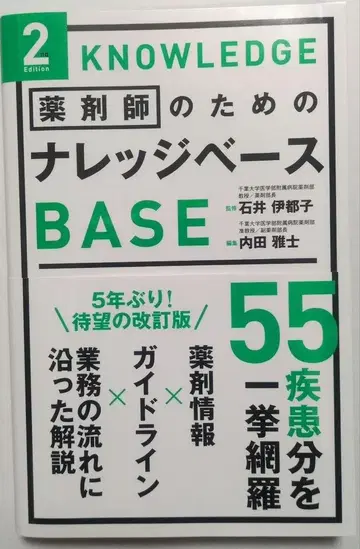 2nd
Edition
KNOWLEDGE
薬剤師のための
ナレッジベース
BASE
千葉大学医学部附属病院薬剤部
教授/薬剤部長
監修 石井 伊都子
千葉大学医学部附属病院薬剤部
准教授/副薬剤部長
編集 内田 雅士
5年ぶり!
待望の改訂版
55疾患分を
一挙網羅
薬剤情報
×
ガイドライン
×
業務の流れに
沿った解説